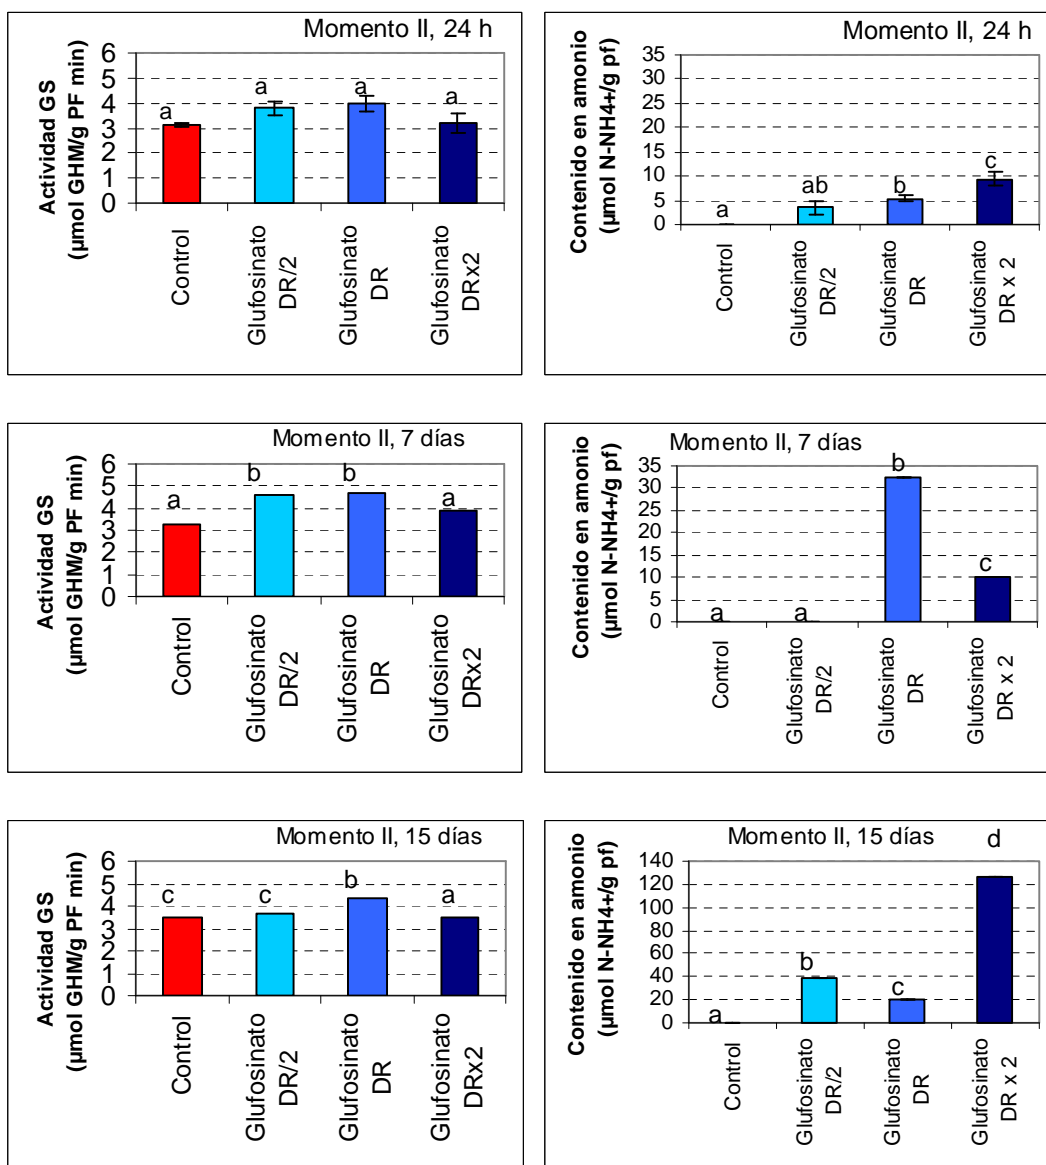 Momento II, 24 h
Actividad GS
(µmol GHM/g PF min)
6
5
4
3
2
1
0
a
a
a
a
Control
Glufosinato
DR/2
Glufosinato
DR
Glufosinato
DRx2
Momento II, 24 h
Contenido en amonio
(µmol N-NH4+/g pf)
35
30
25
20
15
10
5
0
a
ab
b
c
Control
Glufosinato
DR/2
Glufosinato
DR
Glufosinato
DR x 2
Momento II, 7 días
Actividad GS
(µmol GHM/g PF min)
6
5
4
3
2
1
0
a
b
b
a
Control
Glufosinato
DR/2
Glufosinato
DR
Glufosinato
DRx2
Momento II, 7 días
Contenido en amonio
(µmol N-NH4+/g pf)
35
30
25
20
15
10
5
0
a
a
b
c
Control
Glufosinato
DR/2
Glufosinato
DR
Glufosinato
DR x 2
Momento II, 15 días
Actividad GS
(µmol GHM/g PF min)
6
5
4
3
2
1
0
c
c
b
a
Control
Glufosinato
DR/2
Glufosinato
DR
Glufosinato
DRx2
Momento II, 15 días
Contenido en amonio
(µmol N-NH4+/g pf)
140
120
100
80
60
40
20
0
a
b
c
d
Control
Glufosinato
DR/2
Glufosinato
DR
Glufosinato
DR x 2